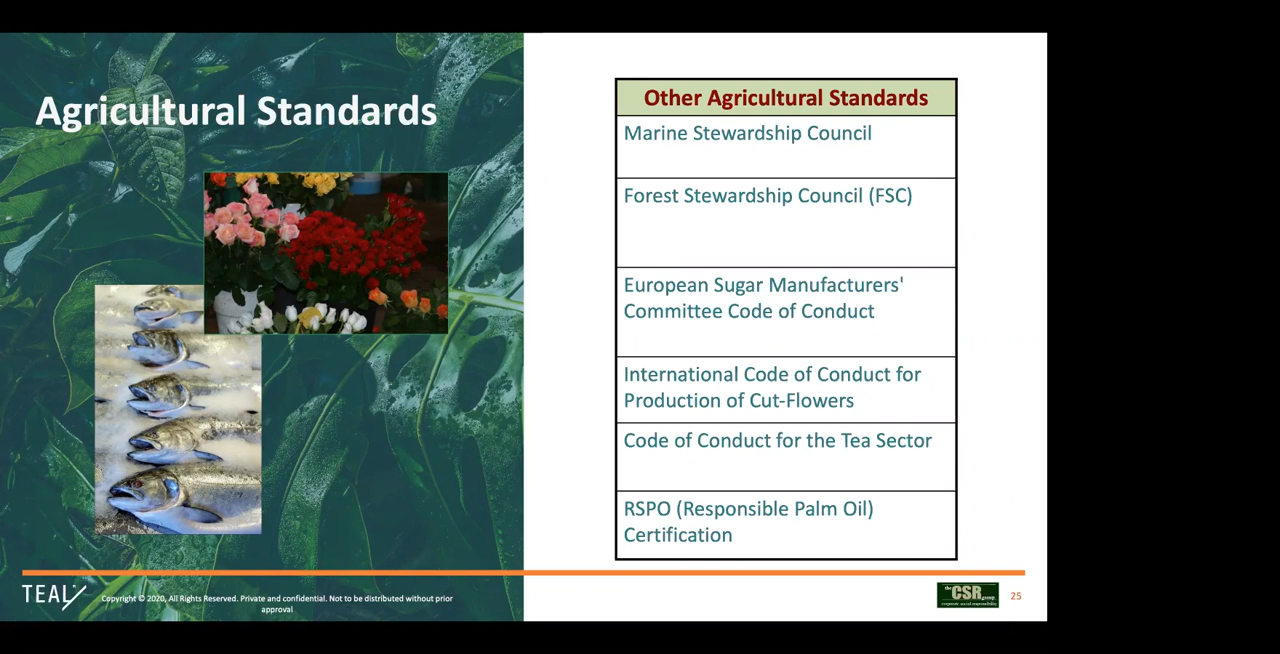 Agricultural Standards
Other Agricultural Standards
Marine Stewardship Council
Forest Stewardship Council (FSC)
European Sugar Manufacturers'
Committee Code of Conduct
International Code of Conduct for
Production of Cut-Flowers
Code of Conduct for the Tea Sector
RSPO (Responsible Palm Oil)
Certification
TEAL
Copyright © 2020, All Rights Reserved. Private and confidential. Not to be distributed without prior
approval
the CSR group
corporate social responsibility
25